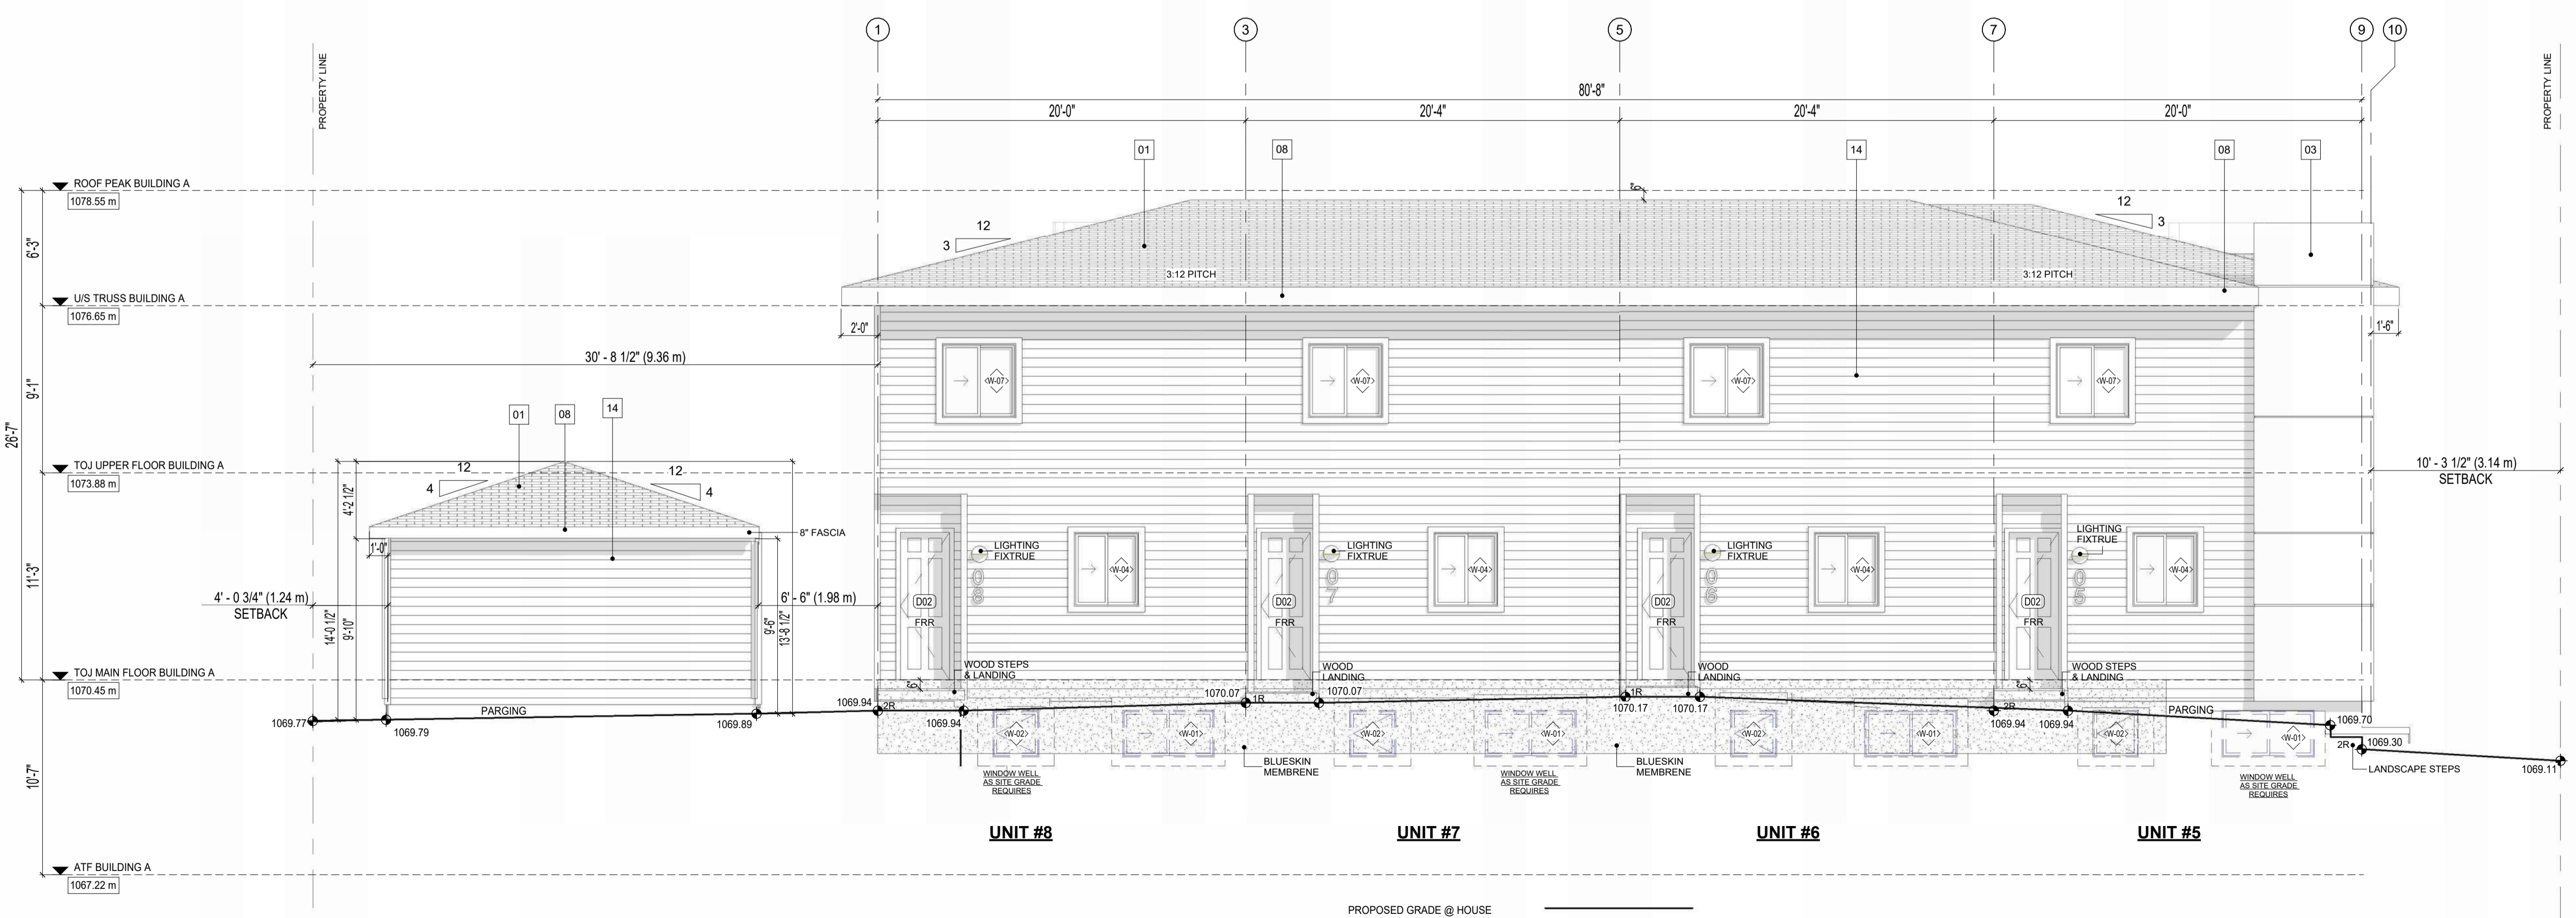 1
3
5
7
9
10
PROPERTY LINE
PROPERTY LINE
80'-8"
20'-0"
20'-4"
20'-4"
20'-0"
01
08
14
08
03
ROOF PEAK BUILDING A
1078.55 m
6"
12
3
12
3
6'-3"
3:12 PITCH
3:12 PITCH
U/S TRUSS BUILDING A
1076.65 m
2'-0"
1'-6"
30' - 8 1/2" (9.36 m)
9'-1"
26'-7"
<W-07>
<W-07>
<W-07>
<W-07>
01
08
14
TOJ UPPER FLOOR BUILDING A
1073.88 m
12
4
12
4
4'-2 1/2"
10' - 3 1/2" (3.14 m)
SETBACK
8" FASCIA
1'-0"
11'-3"
4' - 0 3/4" (1.24 m)
SETBACK
14'-0 1/2"
9'-10"
9'-6"
13'-8 1/2"
6' - 6" (1.98 m)
LIGHTING
FIXTRUE
LIGHTING
FIXTRUE
LIGHTING
FIXTRUE
LIGHTING
FIXTRUE
08
07
06
05
<W-04>
<W-04>
<W-04>
<W-04>
D02
FRR
D02
FRR
D02
FRR
D02
FRR
TOJ MAIN FLOOR BUILDING A
1070.45 m
WOOD STEPS
& LANDING
WOOD
LANDING
WOOD
LANDING
WOOD STEPS
& LANDING
6"
6"
1069.77
1069.79
PARGING
1069.89
1069.94
2R
1069.94
1070.07
1R
1070.07
1R
1070.17
1070.17
2R
1069.94
1069.94
PARGING
1069.70
2R
1069.30
1069.11
LANDSCAPE STEPS
<W-02>
<W-01>
<W-02>
<W-01>
<W-02>
<W-01>
<W-02>
<W-01>
BLUESKIN
MEMBRENE
BLUESKIN
MEMBRENE
WINDOW WELL
AS SITE GRADE
REQUIRES
WINDOW WELL
AS SITE GRADE
REQUIRES
WINDOW WELL
AS SITE GRADE
REQUIRES
10'-7"
UNIT #8
UNIT #7
UNIT #6
UNIT #5
ATF BUILDING A
1067.22 m
PROPOSED GRADE @ HOUSE